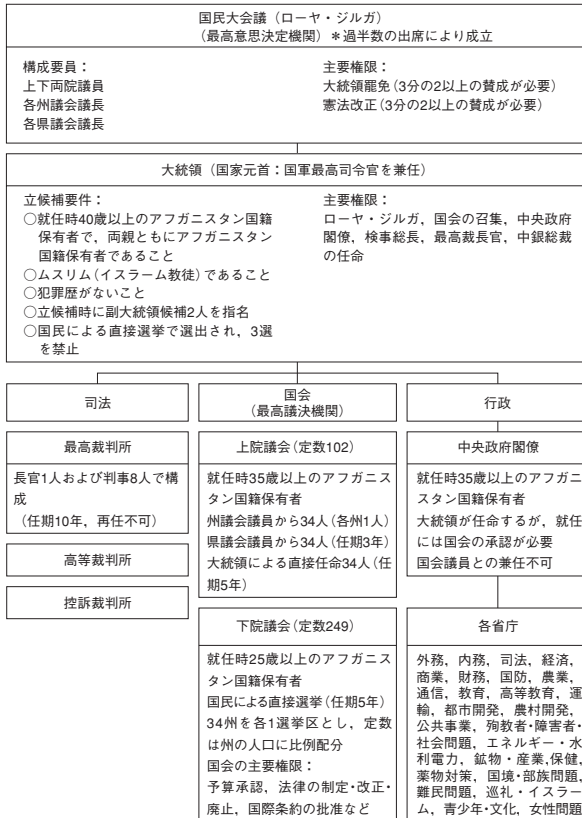 国民大会議（ローヤ・ジルガ）
（最高意思決定機関）＊過半数の出席により成立
構成要員：
上下両院議員
各州議会議長
各県議会議長
主要権限：
大統領罷免（3分の2以上の賛成が必要）
憲法改正（3分の2以上の賛成が必要）
大統領（国家元首：国軍最高司令官を兼任）
立候補要件：
○就任時40歳以上のアフガニスタン国籍
保有者で，両親ともにアフガニスタン
国籍保有者であること
○ムスリム（イスラーム教徒）であること
○犯罪歴がないこと
○立候補時に副大統領候補2人を指名
○国民による直接選挙で選出され，3選
を禁止
主要権限：
ローヤ・ジルガ，国会の召集，中央政府
閣僚，検事総長，最高裁長官，中銀総裁
の任命
司法
最高裁判所
長官1人および判事8人で構
成
（任期10年，再任不可）
高等裁判所
控訴裁判所
国会
（最高議決機関）
上院議会（定数102）
就任時35歳以上のアフガニス
タン国籍保有者
州議会議員から34人（各州1人）
県議会議員から34人（任期3年）
大統領による直接任命34人（任
期5年）
下院議会（定数249）
就任時25歳以上のアフガニス
タン国籍保有者
国民による直接選挙（任期5年）
34州を各1選挙区とし，定数
は州の人口に比例配分
国会の主要権限：
予算承認，法律の制定・改正・
廃止，国際条約の批准など
行政
中央政府閣僚
就任時35歳以上のアフガニ
スタン国籍保有者
大統領が任命するが，就任
には国会の承認が必要
国会議員との兼任不可
各省庁
外務，内務，司法，経済，
商業，財務，国防，農業，
通信，教育，高等教育，運
輸，都市開発，農村開発，
公共事業，殉教者・障害者・
社会問題，エネルギー・水
利電力，鉱物・産業，保健，
薬物対策，国境・部族問題，
難民問題，巡礼・イスラー
ム，青少年・文化，女性問題